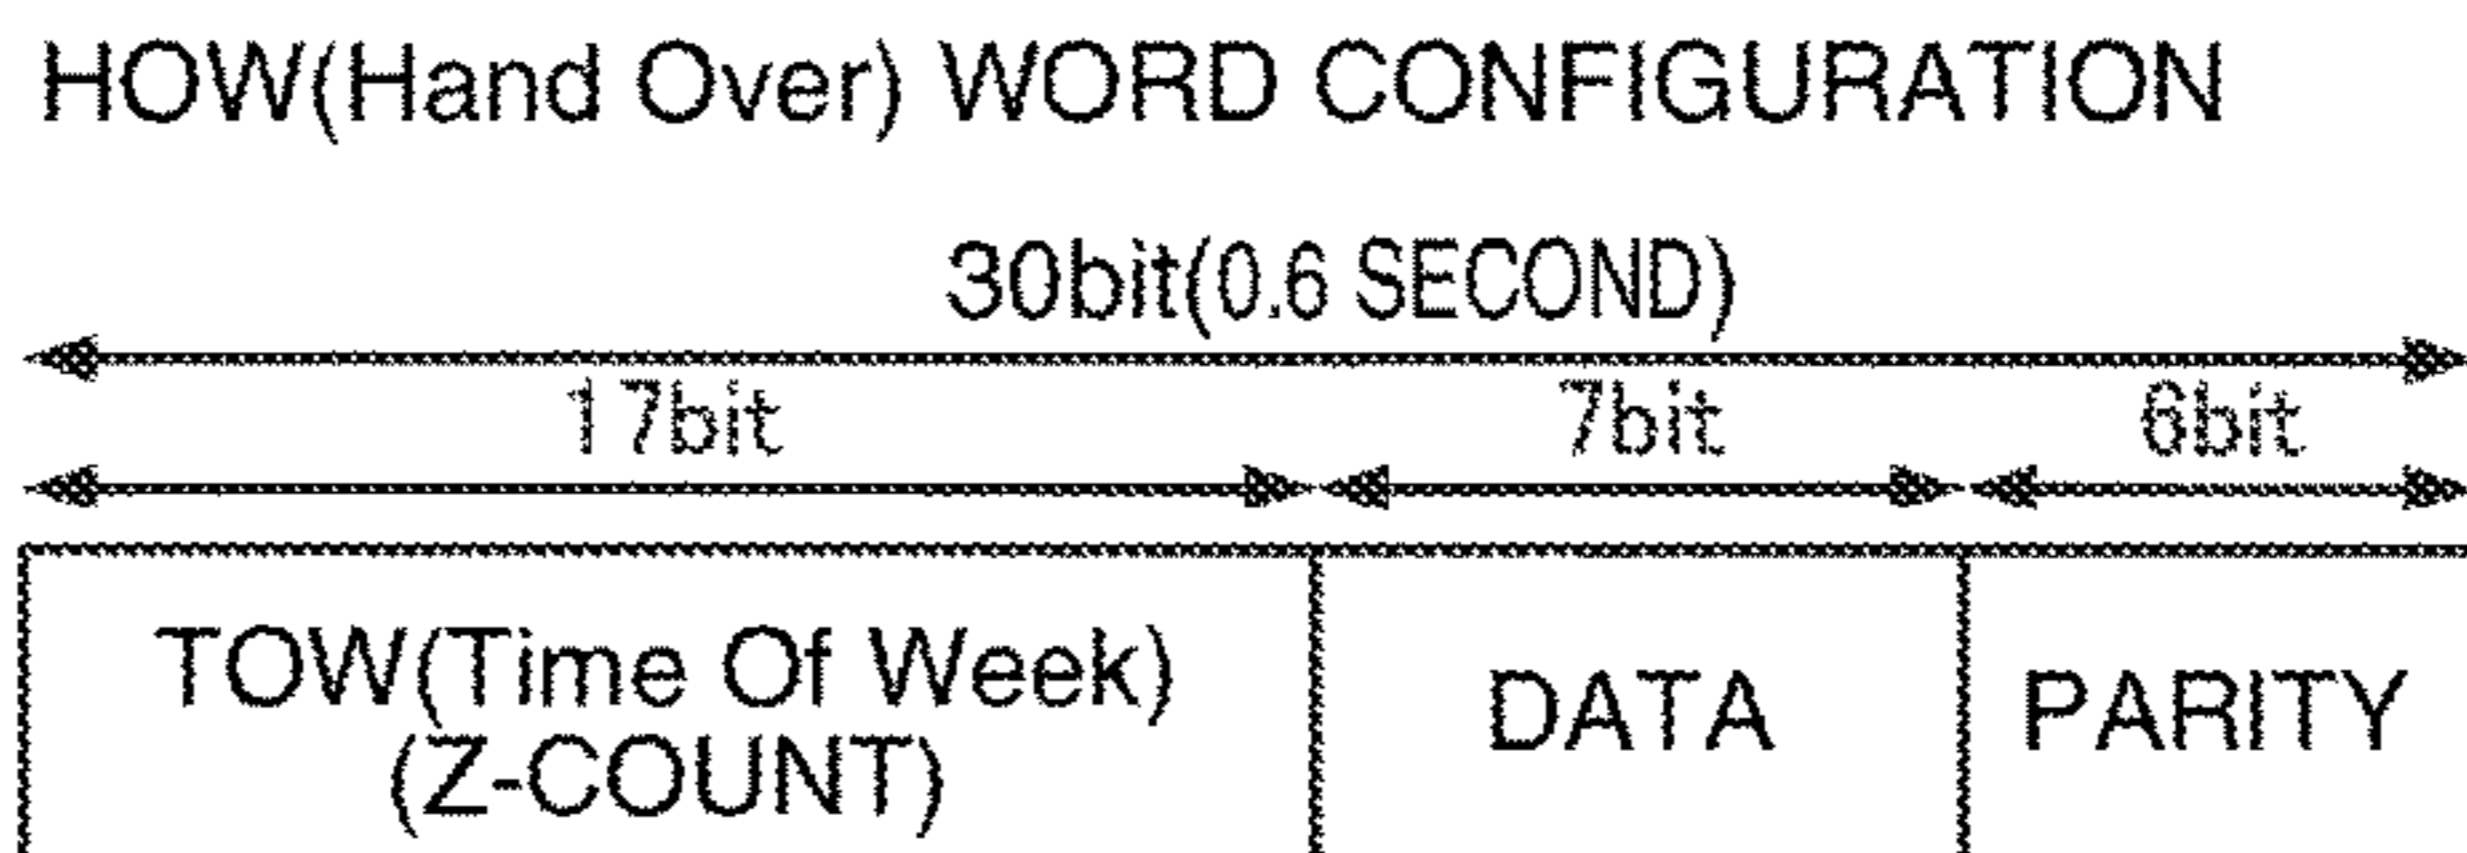 HOW(Hand Over) WORD CONFIGURATION
30bit(0.6 SECOND)
17bit 7bit 6bit
TOW(Time Of Week)
(Z-COUNT)
DATA
PARITY